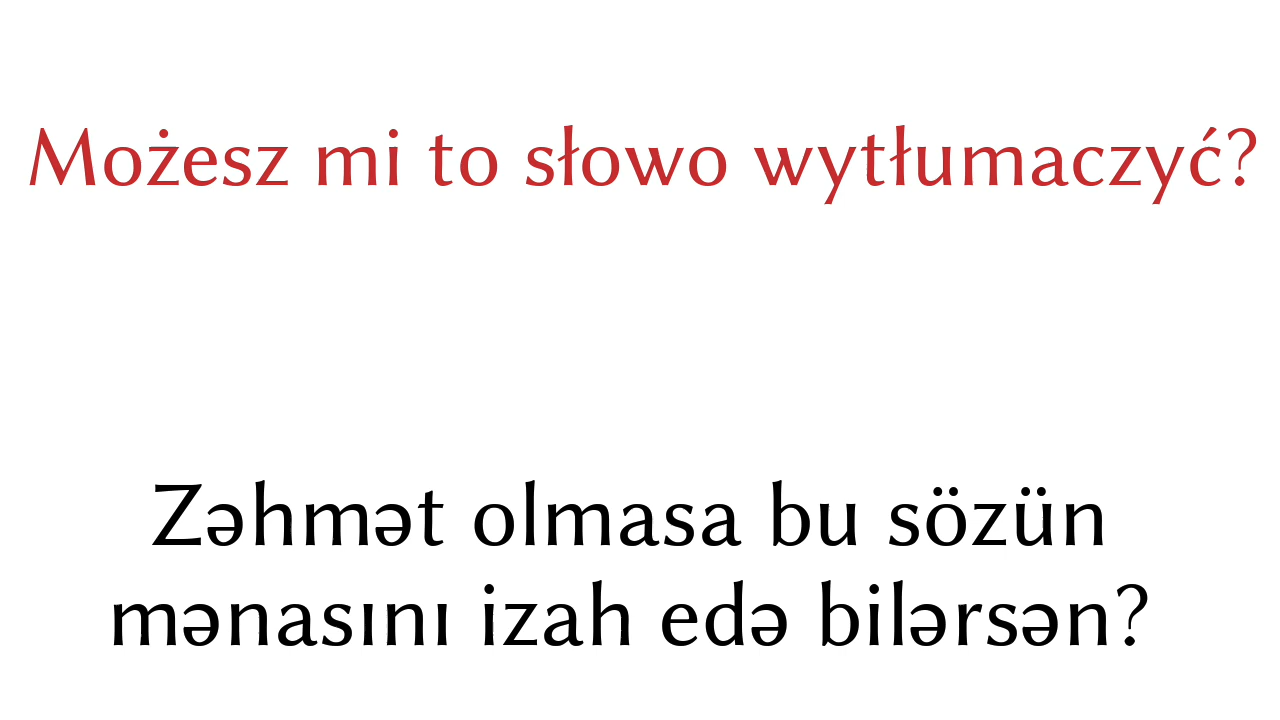 Możesz mi to słowo wytłumaczyć?
Zəhmət olmasa bu sözün
mənasını izah edə bilərsən?